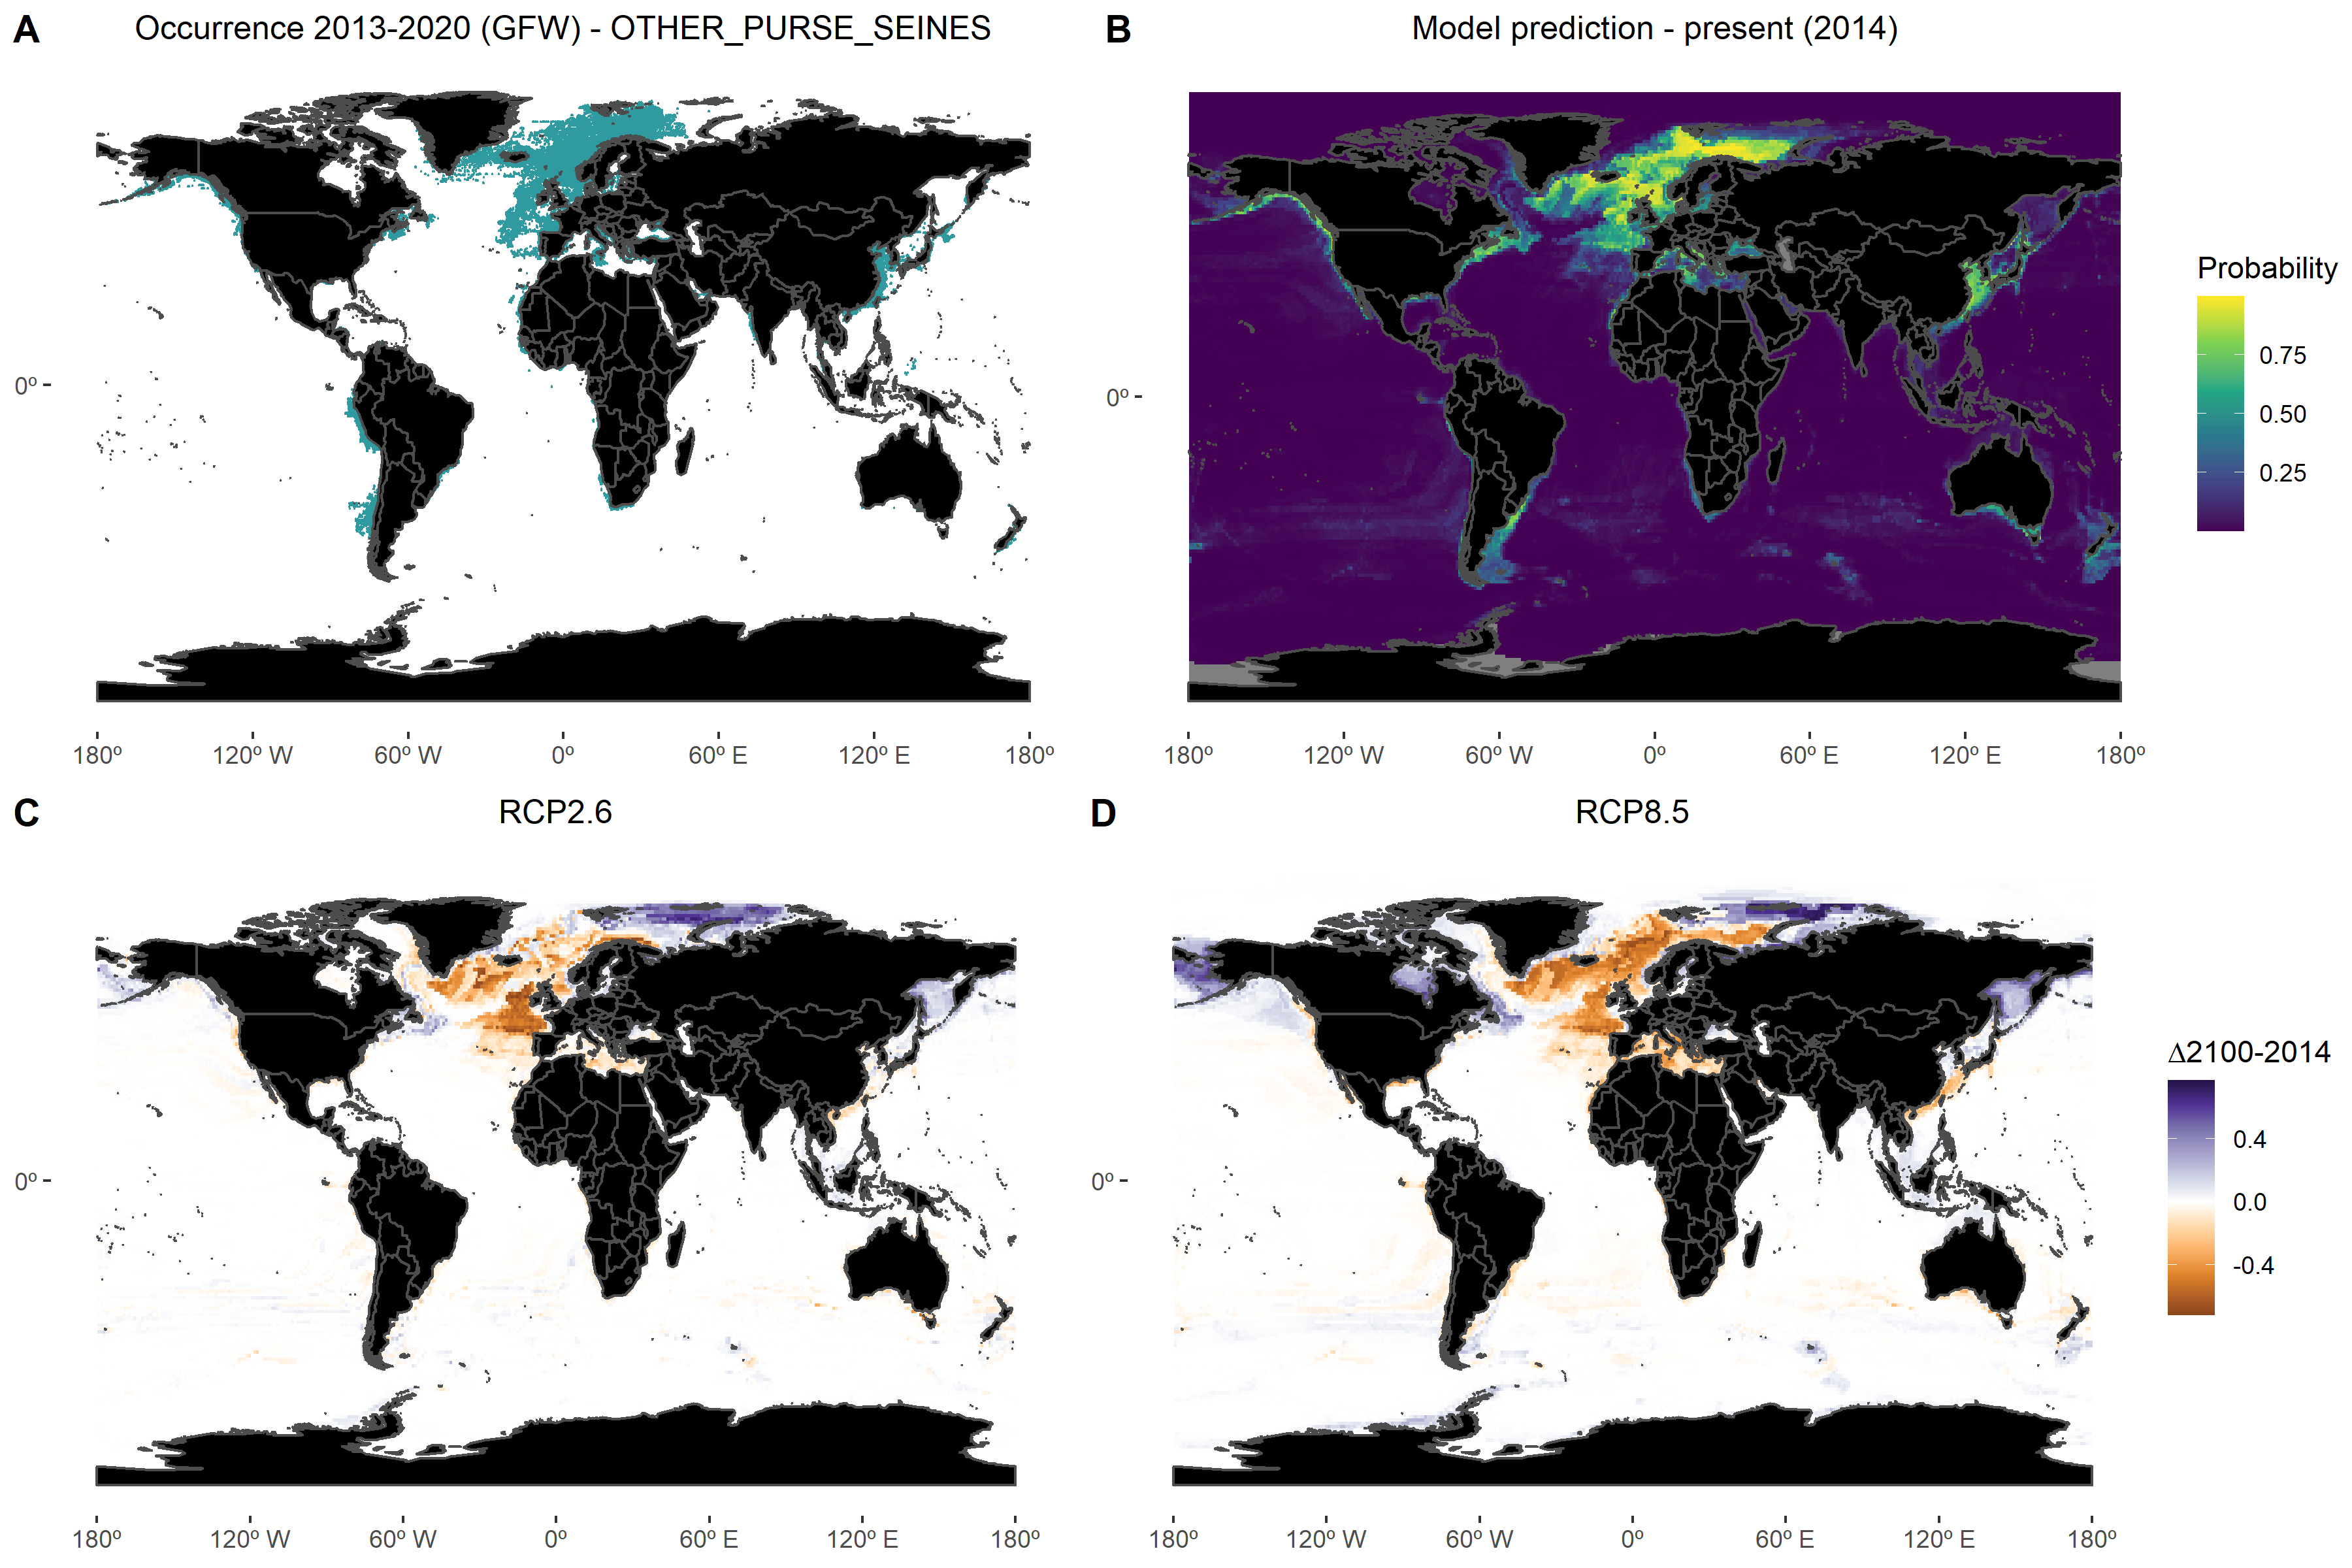 A Occurrence 2013-2020 (GFW) - OTHER_PURSE_SEINES
0º
180º 120º W 60º W 0º 60º E 120º E 180º
B Model prediction - present (2014)
0º
180º 120º W 60º W 0º 60º E 120º E 180º
Probability
0.75
0.50
0.25
C RCP2.6
0º
180º 120º W 60º W 0º 60º E 120º E 180º
D RCP8.5
0º
180º 120º W 60º W 0º 60º E 120º E 180º
Δ2100-2014
0.4
0.0
-0.4